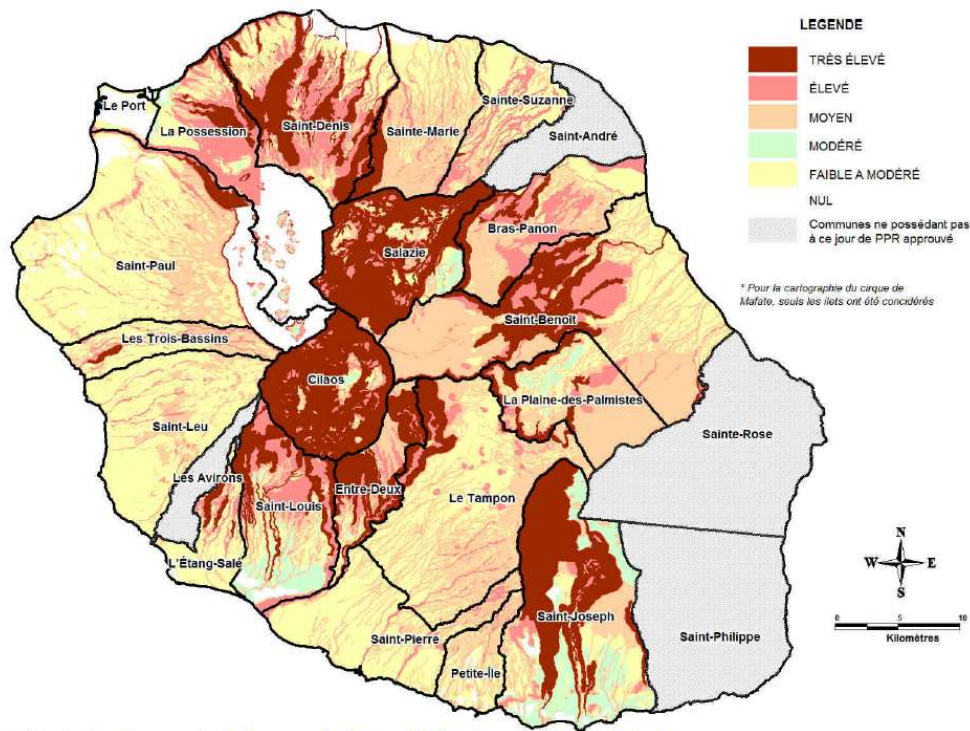 LEGENDE
TRÈS ÉLEVÉ
ÉLEVÉ
MOYEN
MODÉRÉ
FAIBLE A MODÉRÉ
NUL
Communes ne possédant pas
à ce jour de PPR approuvé
* Pour la cartographie du cirque de
Mafate, seuls les ilets ont été concidérés
Le Port
La Possession
Saint-Denis
Sainte-Marie
Sainte-Suzanne
Saint-André
Bras-Panon
Salazie
Saint-Paul
Saint-Benoît
Les Trois-Bassins
Cilaos
La Plaine-des-Palmistes
Sainte-Rose
Saint-Leu
Les Avirons
Saint-Louis
Entre-Deux
Le Tampon
L'Étang-Salé
Saint-Joseph
Saint-Philippe
Saint-Pierre
Petite-Île
N
W
E
S
0 5 10
Kilomètres